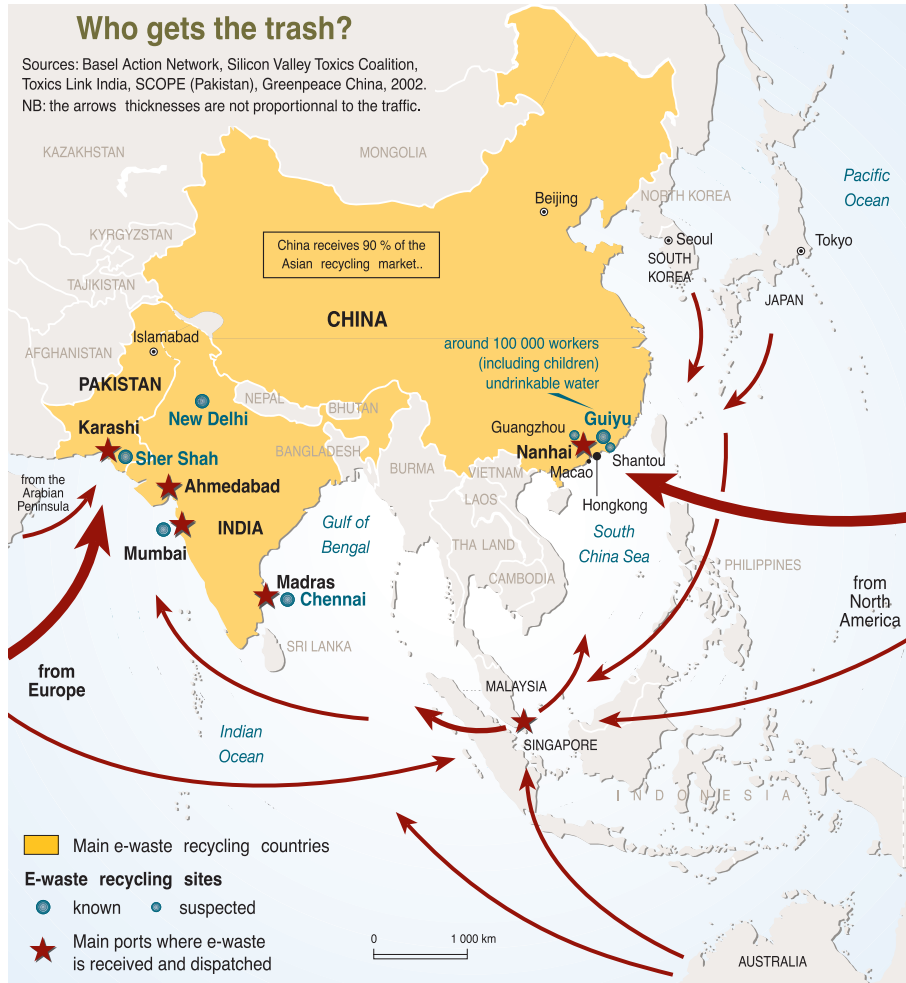 Who gets the trash?
Sources: Basel Action Network, Silicon Valley Toxics Coalition,
Toxics Link India, SCOPE (Pakistan), Greenpeace China, 2002.
NB: the arrows thicknesses are not proportionnal to the traffic.
KAZAKHSTAN
MONGOLIA
Pacific
Ocean
Beijing
NORTH KOREA
KYRGYZSTAN
China receives 90 % of the
Asian recycling market..
Seoul
SOUTH
KOREA
Tokyo
TAJIKISTAN
JAPAN
CHINA
Islamabad
AFGHANISTAN
around 100 000 workers
(including children)
undrinkable water
PAKISTAN
NEPAL
BHUTAN
New Delhi
Karashi
Guangzhou
Guiyu
Sher Shah
BANGLADESH
Nanhai
Shantou
BURMA
VIETNAM
Macao
from the
Arabian
Peninsula
Ahmedabad
LAOS
Hongkong
INDIA
Gulf of
Bengal
South
China Sea
Mumbai
THA LAND
PHILIPPINES
CAMBODIA
Madras
Chennai
from
North
America
SRI LANKA
from
Europe
MALAYSIA
Indian
Ocean
SINGAPORE
INDONESIA
Main e-waste recycling countries
E-waste recycling sites
known
suspected
Main ports where e-waste
is received and dispatched
0
1 000 km
AUSTRALIA